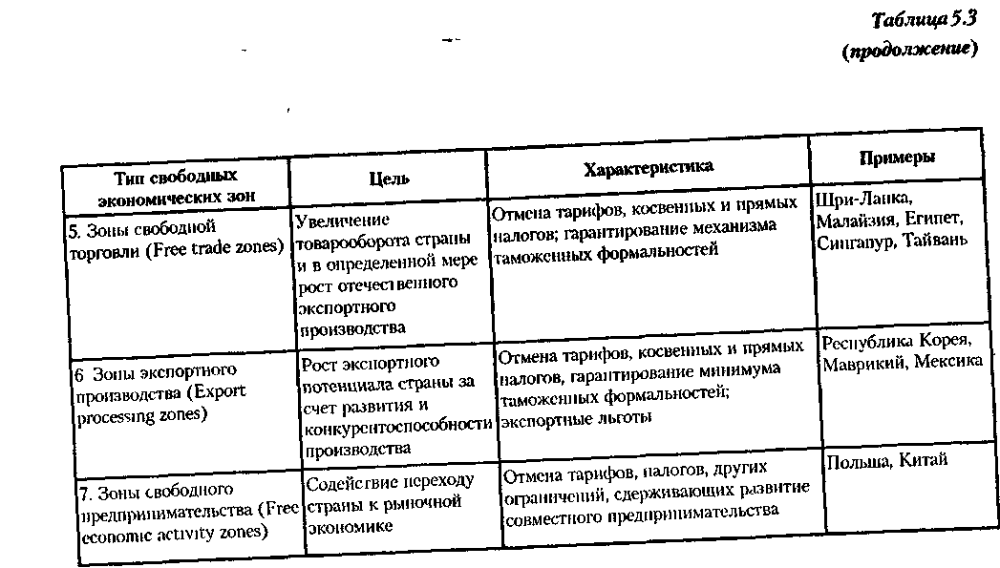 Таблица 5.3
(продолжение)
Тип свободных
экономических зон
Цель
Характеристика
Примеры
5. Зоны свободной
торговли (Free trade zones)
Увеличение
товарооборота страны
и в определенной мере
рост отечественного
экспортного
производства
Отмена тарифов, косвенных и прямых
налогов; гарантирование механизма
таможенных формальностей
Шри-Ланка,
Малайзия, Египет,
Сингапур, Тайвань
6 Зоны экспортного
производства (Export
processing zones)
Рост экспортного
потенциала страны за
счет развития и
конкурентоспособности
производства
Отмена тарифов, косвенных и прямых
налогов, гарантирование минимума
таможенных формальностей;
экспортные льготы
Республика Корея,
Маврикий, Мексика
7. Зоны свободного
предпринимательства (Free
economic activity zones)
Содействие переходу
страны к рыночной
экономике
Отмена тарифов, налогов, других
ограничений, сдерживающих развитие
совместного предпринимательства
Польша, Китай